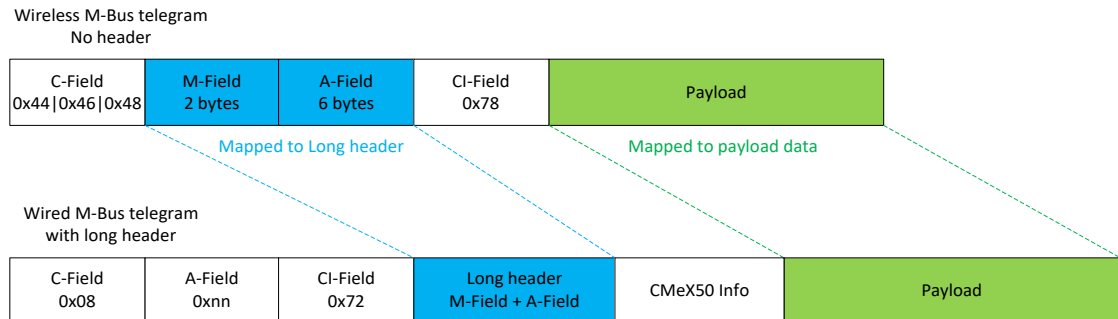 Wireless M-Bus telegram
No header
C-Field
0x44|0x46|0x48
M-Field
2 bytes
A-Field
6 bytes
CI-Field
0x78
Payload
Mapped to Long header
Mapped to payload data
Wired M-Bus telegram
with long header
C-Field
0x08
A-Field
0xnn
CI-Field
0x72
Long header
M-Field + A-Field
CMeX50 Info
Payload